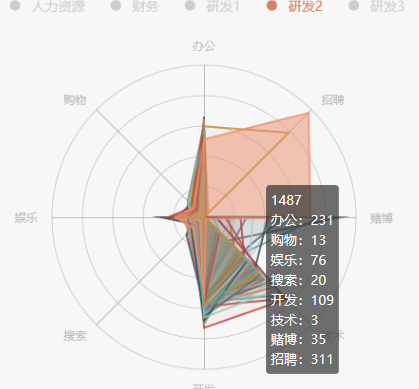 人力资源 财务 研发1 研发2 研发3
办公
购物 招聘
1487
办公: 231
娱乐 赌博
购物: 13
娱乐: 76
搜索: 20
开发: 109
技术: 3
搜索 技术
赌博: 35
招聘: 311
开发